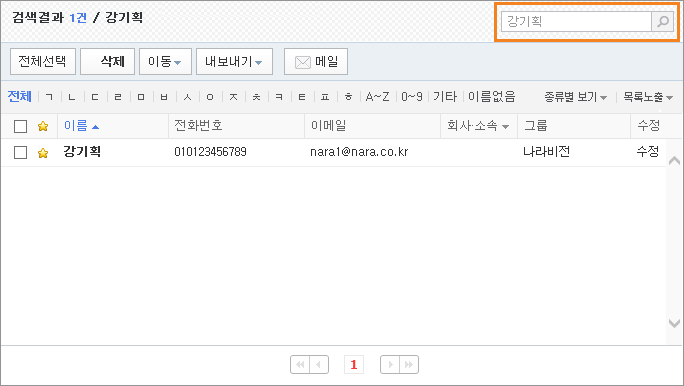 검색결과 1건 / 강기획
강기획
전체선택 삭제 이동 내보내기 메일
전체 ㄱ ㄴ ㄷ ㄹ ㅁ ㅂ ㅅ ㅇ ㅈ ㅊ ㅋ ㅌ ㅍ ㅎ A~Z 0~9 기타 이름없음 종류별 보기 목록노출
이름 전화번호 이메일 회사·소속 그룹 수정
강기획 010123456789 nara1@nara.co.kr 나라비전 수정
1